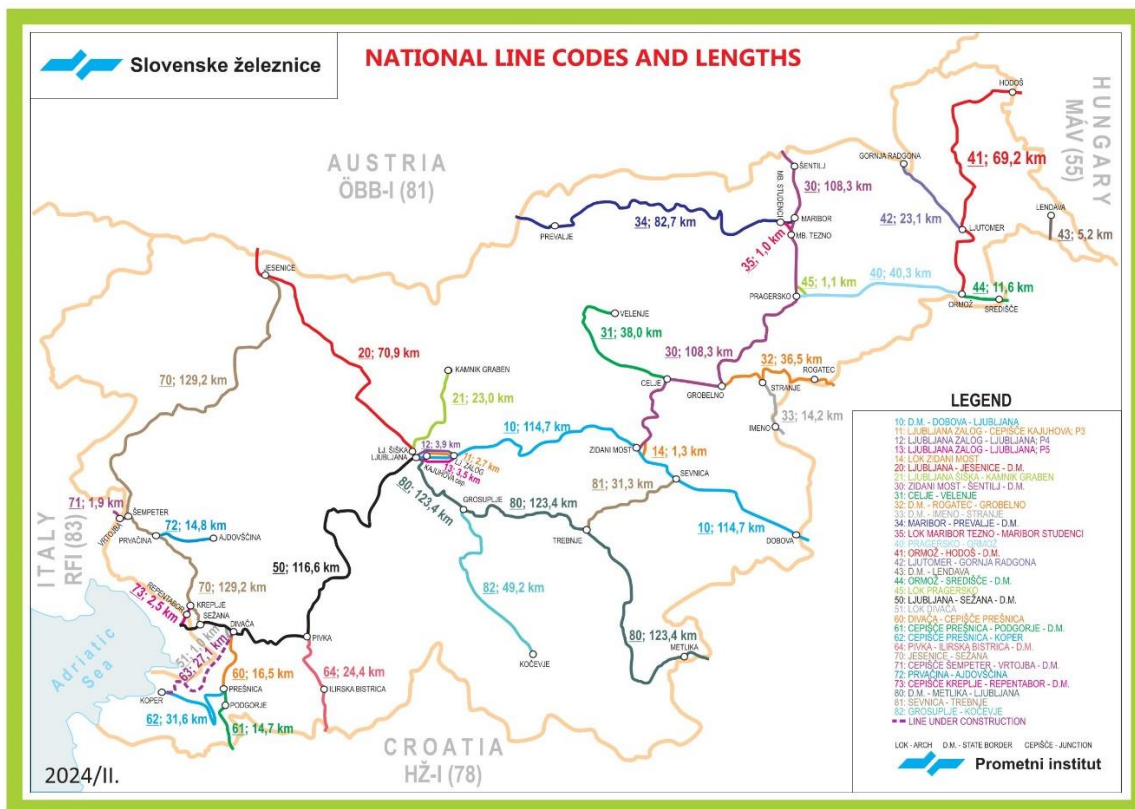 Slovenske železnice
NATIONAL LINE CODES AND LENGTHS
AUSTRIA
ÖBB-I (81)
HUNGARY
MÁV (55)
HODOŠ
41; 69,2 km
GORNJA RADGONA
ŠENTILJ
30; 108,3 km
MB. STUDENCI
MARIBOR
MB. TEZNO
34; 82,7 km
PREVALJE
35; 1,0 km
42; 23,1 km
LJUTOMER
LENDAVA
43; 5,2 km
45; 1,1 km
40; 40,3 km
PRAGERSKO
44; 11,6 km
ORMOŽ
SREDIŠČE
JESENICE
VELENJE
31; 38,0 km
20; 70,9 km
30; 108,3 km
32; 36,5 km
ROGATEC
KAMNIK GRABEN
CELJE
GROBELNO
STRANJE
70; 129,2 km
21; 23,0 km
33; 14,2 km
IMENO
10; 114,7 km
LJ. ŠIŠKA
LJUBLJANA
12; 3,9 km
11; 2,7 km
LJ. ZALOG
13; 3,5 km
KAJUHOVA cep.
ZIDANI MOST
14; 1,3 km
SEVNICA
81; 31,3 km
80; 123,4 km
GROSUPLJE
80; 123,4 km
TREBNJE
10; 114,7 km
DOBOVA
71; 1,9 km
ŠEMPETER
VRTOJBA
72; 14,8 km
PRVAČINA
AJDOVŠČINA
ITALY
RFI (83)
50; 116,6 km
70; 129,2 km
82; 49,2 km
REPENTABOR
73; 2,5 km
KREPLJE
SEŽANA
DIVAČA
PIVKA
80; 123,4 km
METLIKA
KOČEVJE
51; 1,0 km
63; 27,1 km
Adriatic
Sea
60; 16,5 km
64; 24,4 km
KOPER
PREŠNICA
ILIRSKA BISTRICA
PODGORJE
62; 31,6 km
61; 14,7 km
CROATIA
HŽ-I (78)
2024/II.
LEGEND
10: D.M. - DOBOVA - LJUBLJANA
11: LJUBLJANA ZALOG - CEPIŠČE KAJUHOVA; P3
12: LJUBLJANA ZALOG - LJUBLJANA; P4
13: LJUBLJANA ZALOG - LJUBLJANA; P5
14: LOK ZIDANI MOST
20: LJUBLJANA - JESENICE - D.M.
21: LJUBLJANA ŠIŠKA - KAMNIK GRABEN
30: ZIDANI MOST - ŠENTILJ - D.M.
31: CELJE - VELENJE
32: D.M. - ROGATEC - GROBELNO
33: D.M. - IMENO - STRANJE
34: MARIBOR - PREVALJE - D.M.
35: LOK MARIBOR TEZNO - MARIBOR STUDENCI
40: PRAGERSKO - ORMOŽ
41: ORMOŽ - HODOŠ - D.M.
42: LJUTOMER - GORNJA RADGONA
43: D.M. - LENDAVA
44: ORMOŽ - SREDIŠČE - D.M.
45: LOK PRAGERSKO
50: LJUBLJANA - SEŽANA - D.M.
51: LOK DIVAČA
60: DIVAČA - CEPIŠČE PREŠNICA
61: CEPIŠČE PREŠNICA - PODGORJE - D.M.
62: CEPIŠČE PREŠNICA - KOPER
64: PIVKA - ILIRSKA BISTRICA - D.M.
70: JESENICE - SEŽANA
71: CEPIŠČE ŠEMPETER - VRTOJBA - D.M.
72: PRVAČINA - AJDOVŠČINA
73: CEPIŠČE KREPLJE - REPENTABOR - D.M.
80: D.M. - METLIKA - LJUBLJANA
81: SEVNICA - TREBNJE
82: GROSUPLJE - KOČEVJE
LINE UNDER CONSTRUCTION
LOK - ARCH D.M. - STATE BORDER CEPIŠČE - JUNCTION
Prometni institut